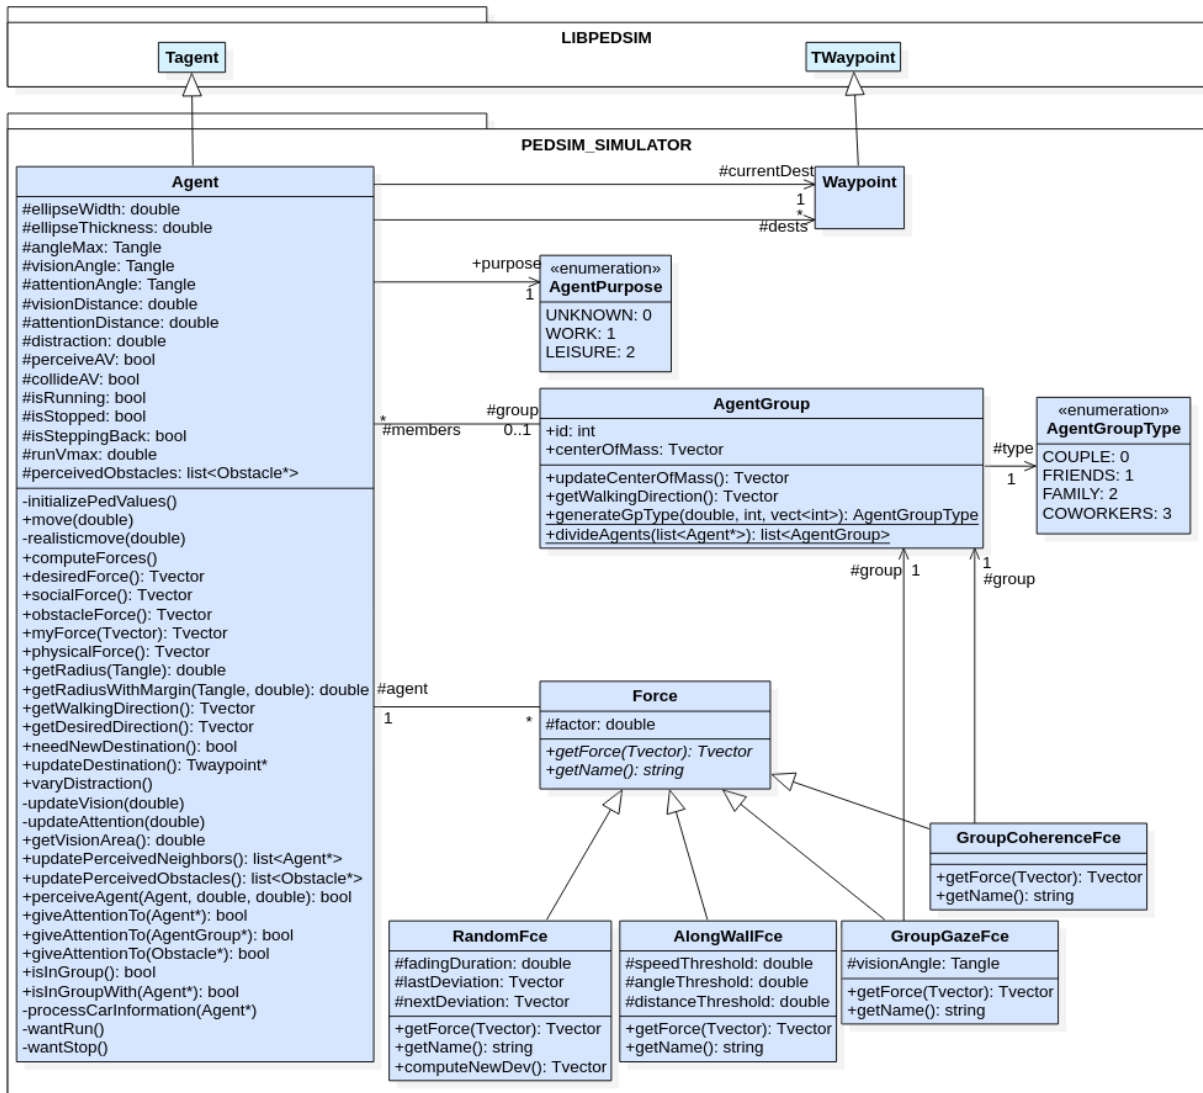 LIBPEDSIM
Tagent
TWaypoint
PEDSIM_SIMULATOR
Agent
#ellipseWidth: double
#ellipseThickness: double
#angleMax: Tangle
#visionAngle: Tangle
#attentionAngle: Tangle
#visionDistance: double
#attentionDistance: double
#distraction: double
#perceiveAV: bool
#collideAV: bool
#isRunning: bool
#isStopped: bool
#isSteppingBack: bool
#runVmax: double
#perceivedObstacles: list<Obstacle*>
-initializePedValues()
+move(double)
-realisticmove(double)
+computeForces()
+desiredForce(): Tvector
+socialForce(): Tvector
+obstacleForce(): Tvector
+myForce(Tvector): Tvector
+physicalForce(): Tvector
+getRadius(Tangle): double
+getRadiusWithMargin(Tangle, double): double
+getWalkingDirection(): Tvector
+getDesiredDirection(): Tvector
+needNewDestination(): bool
+updateDestination(): Twaypoint*
+varyDistraction()
-updateVision(double)
-updateAttention(double)
+getVisionArea(): double
+updatePerceivedNeighbors(): list<Agent*>
+updatePerceivedObstacles(): list<Obstacle*>
+perceiveAgent(Agent, double, double): bool
+giveAttentionTo(Agent*): bool
+giveAttentionTo(AgentGroup*): bool
+giveAttentionTo(Obstacle*): bool
+isInGroup(): bool
+isInGroupWith(Agent*): bool
-processCarInformation(Agent*)
-wantRun()
-wantStop()
#currentDest
1
*
#dests
Waypoint
+purpose
1
«enumeration»
AgentPurpose
UNKNOWN: 0
WORK: 1
LEISURE: 2
*
#members
#group
0..1
AgentGroup
+id: int
+centerOfMass: Tvector
+updateCenterOfMass(): Tvector
+getWalkingDirection(): Tvector
+generateGpType(double, int, vect<int>): AgentGroupType
+divideAgents(list<Agent*>): list<AgentGroup>
#type
1
«enumeration»
AgentGroupType
COUPLE: 0
FRIENDS: 1
FAMILY: 2
COWORKERS: 3
#group 1
1
#group
#agent
1
*
Force
#factor: double
+getForce(Tvector): Tvector
+getName(): string
GroupCoherenceFce
+getForce(Tvector): Tvector
+getName(): string
RandomFce
#fadingDuration: double
#lastDeviation: Tvector
#nextDeviation: Tvector
+getForce(Tvector): Tvector
+getName(): string
+computeNewDev(): Tvector
AlongWallFce
#speedThreshold: double
#angleThreshold: double
#distanceThreshold: double
+getForce(Tvector): Tvector
+getName(): string
GroupGazeFce
#visionAngle: Tangle
+getForce(Tvector): Tvector
+getName(): string